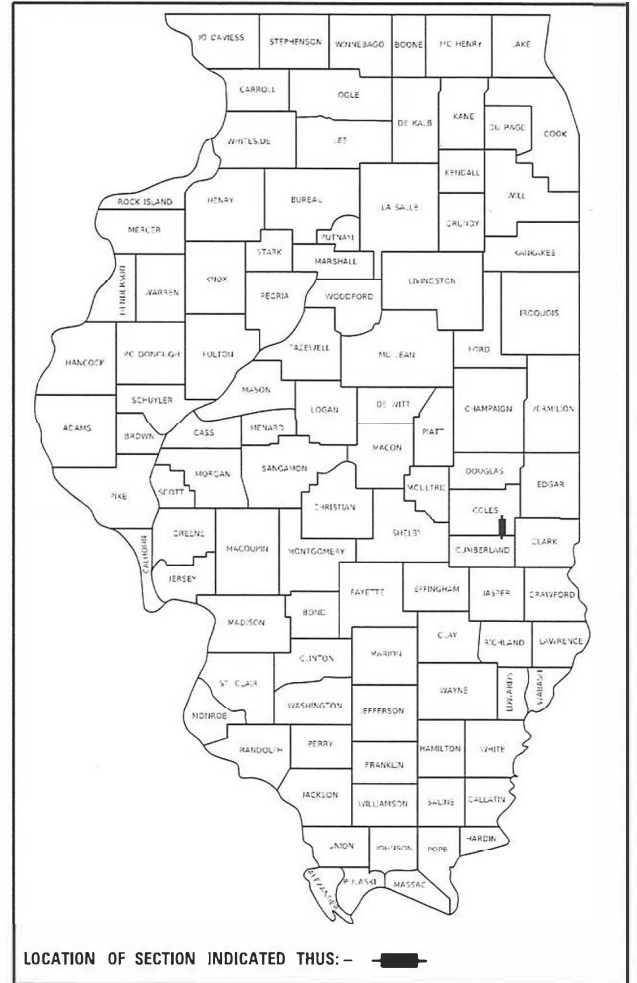 JO DAVIESS STEPHENSON WINNEBAGO BOONE MC HENRY LAKE
CARROLL OGLE
DE KALB KANE DU PAGE COOK
WHITESIDE LEE
KENDALL WILL
ROCK ISLAND HENRY BUREAU LA SALLE
GRUNDY
MERCER PUTNAM
STARK MARSHALL KANKAKEE
HENDERSON WARREN KNOX PEORIA WOODFORD LIVINGSTON
IROQUOIS
HANCOCK MC DONOUGH FULTON TAZEWELL MC LEAN FORD
MASON
SCHUYLER LOGAN DE WITT CHAMPAIGN VERMILION
ADAMS BROWN CASS MENARD PIATT
MACON
PIKE SCOTT MORGAN SANGAMON MOULTRIE DOUGLAS EDGAR
CHRISTIAN COLES
CALHOUN GREENE MACOUPIN MONTGOMERY SHELBY CUMBERLAND CLARK
JERSEY FAYETTE EFFINGHAM JASPER CRAWFORD
MADISON BOND
CLAY RICHLAND LAWRENCE
CLINTON MARION
ST. CLAIR WAYNE EDWARDS WABASH
MONROE WASHINGTON JEFFERSON
RANDOLPH PERRY HAMILTON WHITE
FRANKLIN
JACKSON WILLIAMSON SALINE GALLATIN
UNION JOHNSON POPE HARDIN
ALEXANDER PULASKI MASSAC
LOCATION OF SECTION INDICATED THUS: –